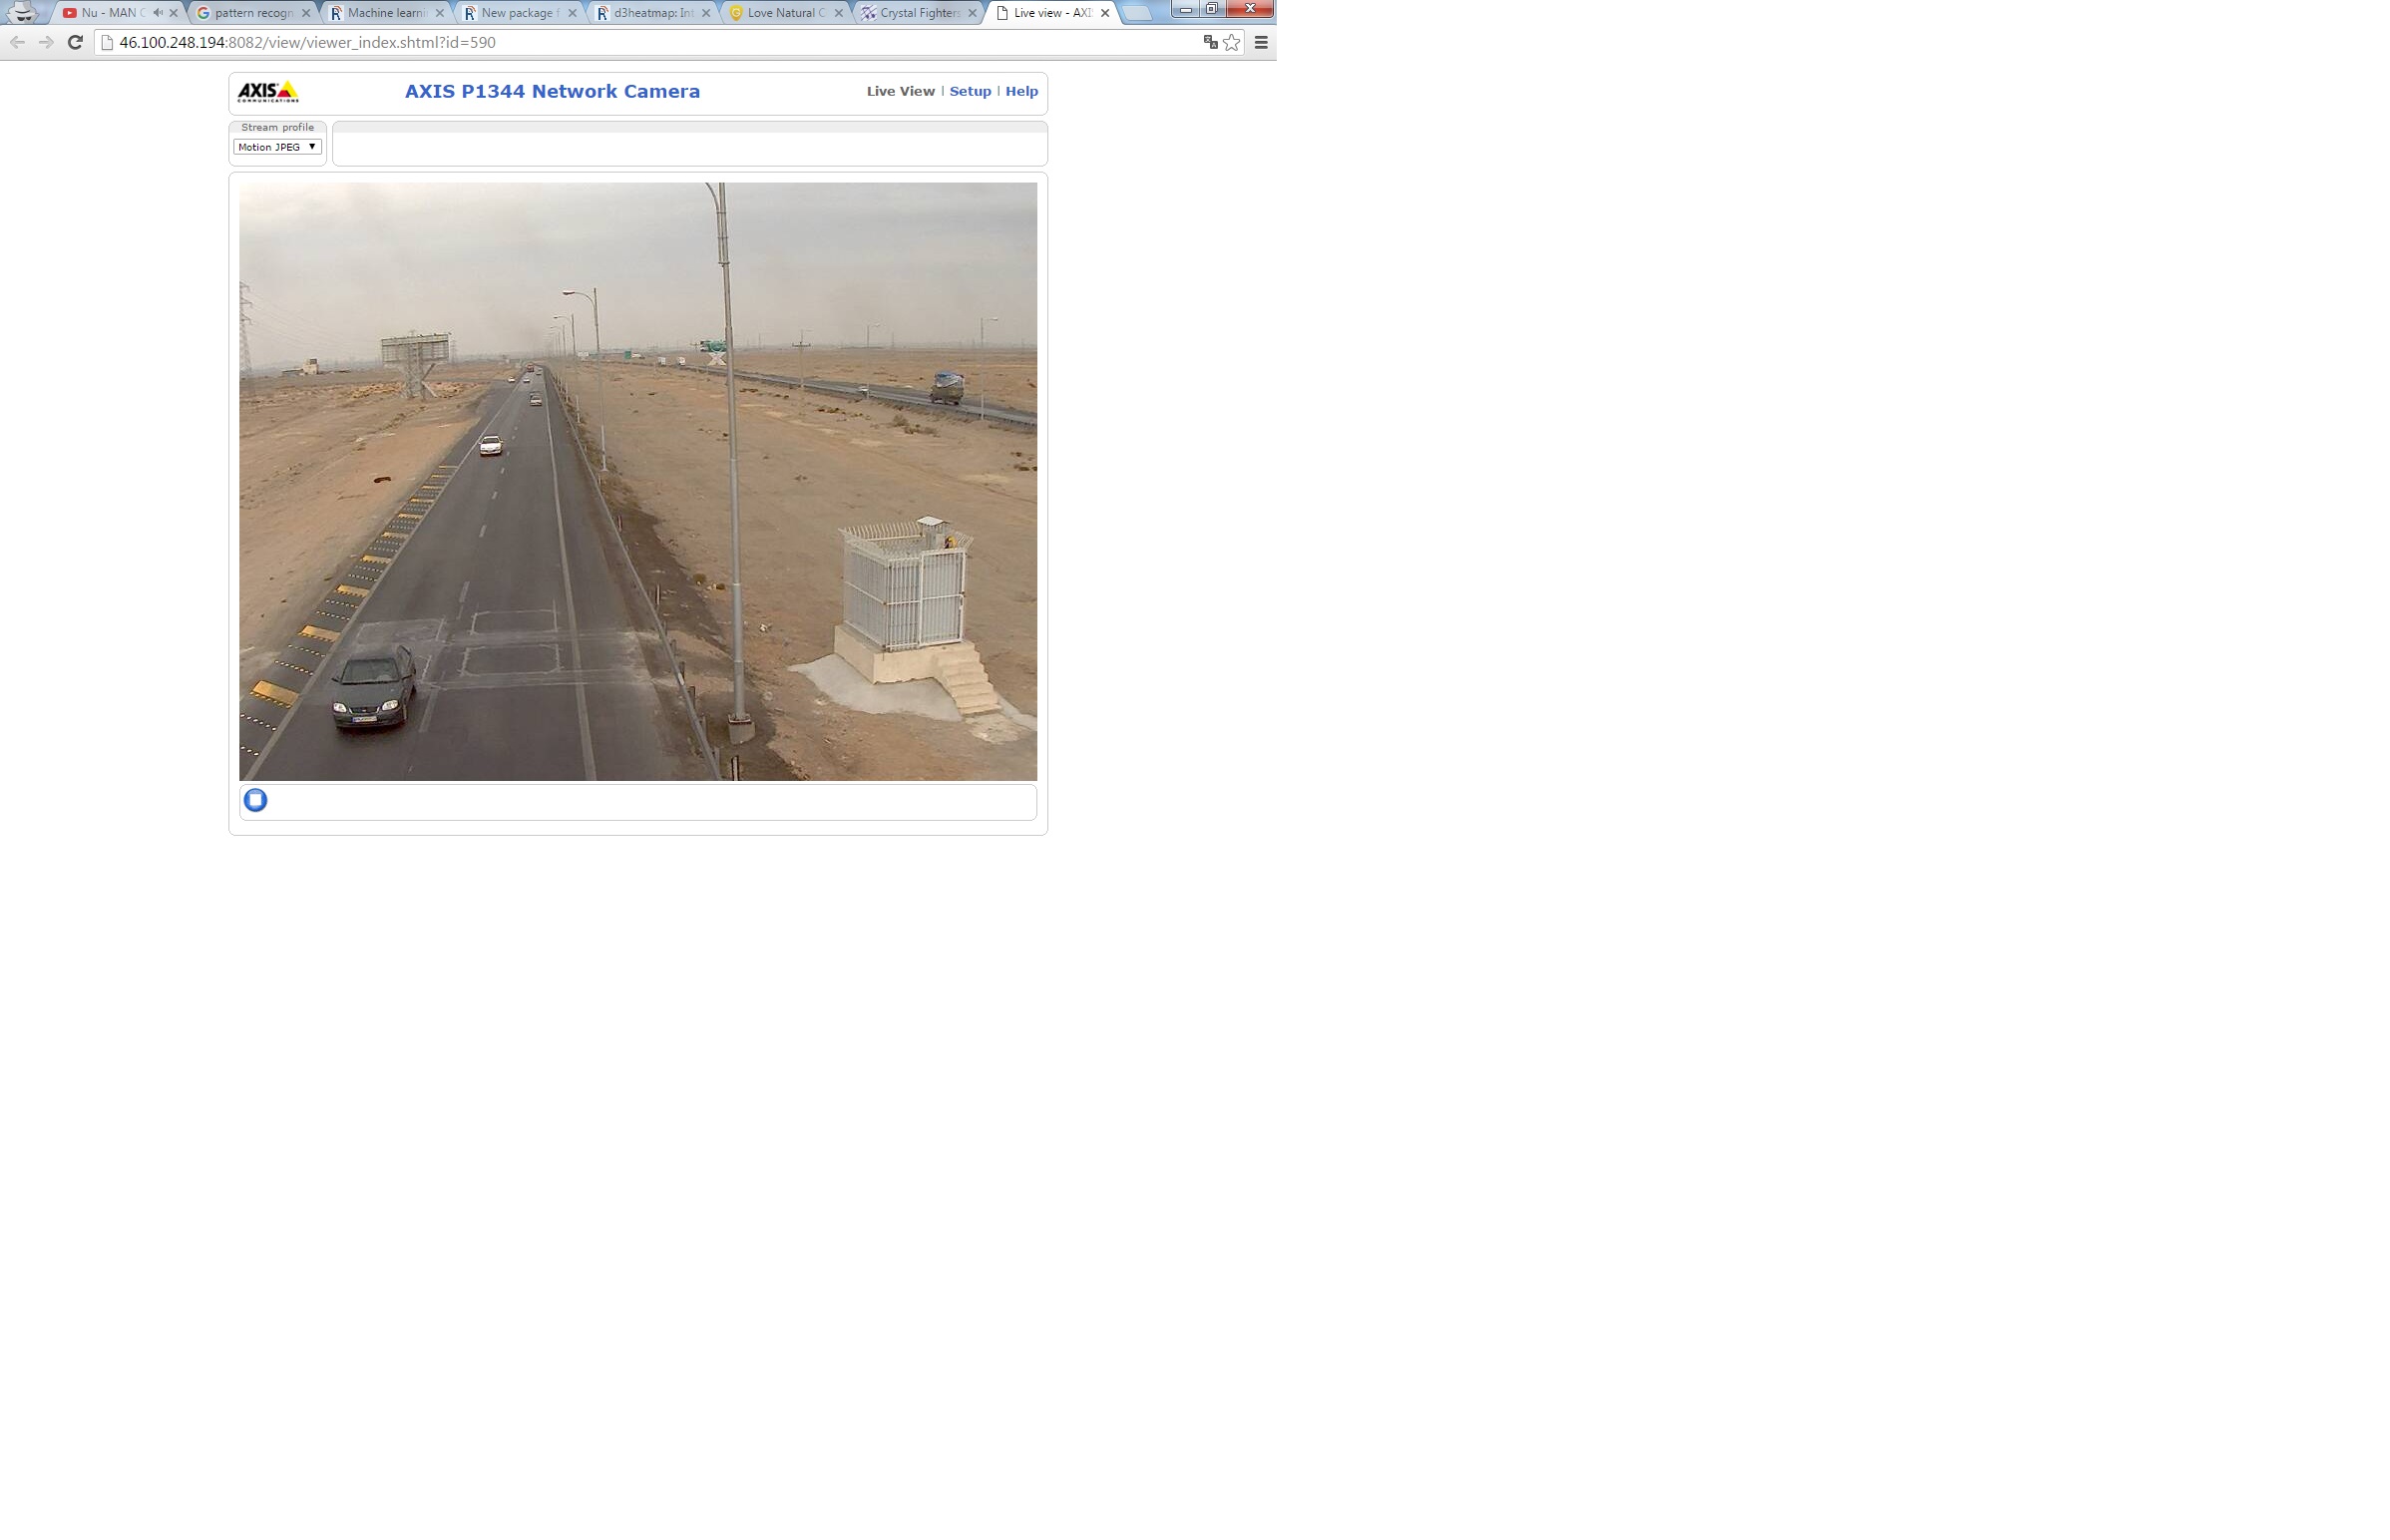 Nu - MAN C
pattern recogn
Machine learni
New package f
d3heatmap: Int
Love Natural C
Crystal Fighters
Live view - AXI
46.100.248.194:8082/view/viewer_index.shtml?id=590
AXIS
COMMUNICATIONS
AXIS P1344 Network Camera
Live View | Setup | Help
Stream profile
Motion JPEG